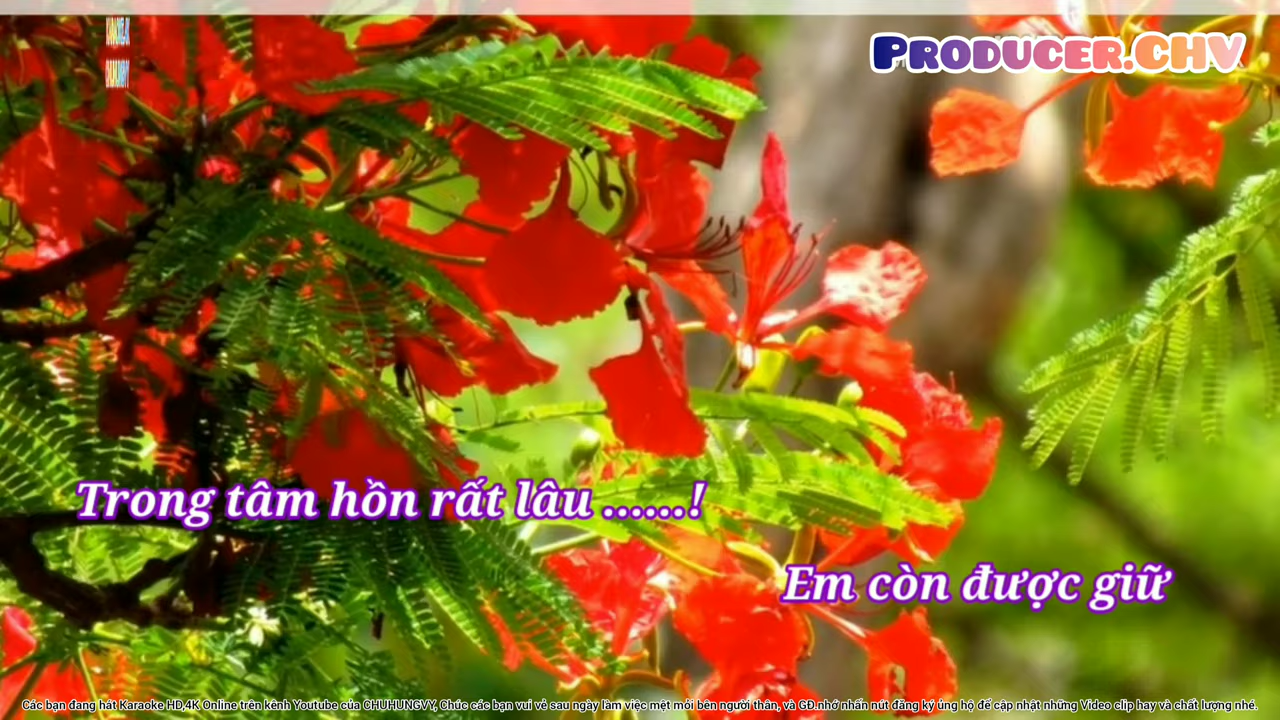 KARAOKE.4K
CHUHUNGVY
PRODUCER.CHV
Trong tâm hồn rất lâu ......!
Em còn được giữ
Các bạn đang hát Karaoke HD,4K Online trên kênh Youtube của CHUHUNGVY, Chúc các bạn vui vẻ sau ngày làm việc mệt mỏi bên người thân, và GĐ.nhớ nhấn nút đăng ký ủng hộ để cập nhật những Video clip hay và chất lượng nhé.